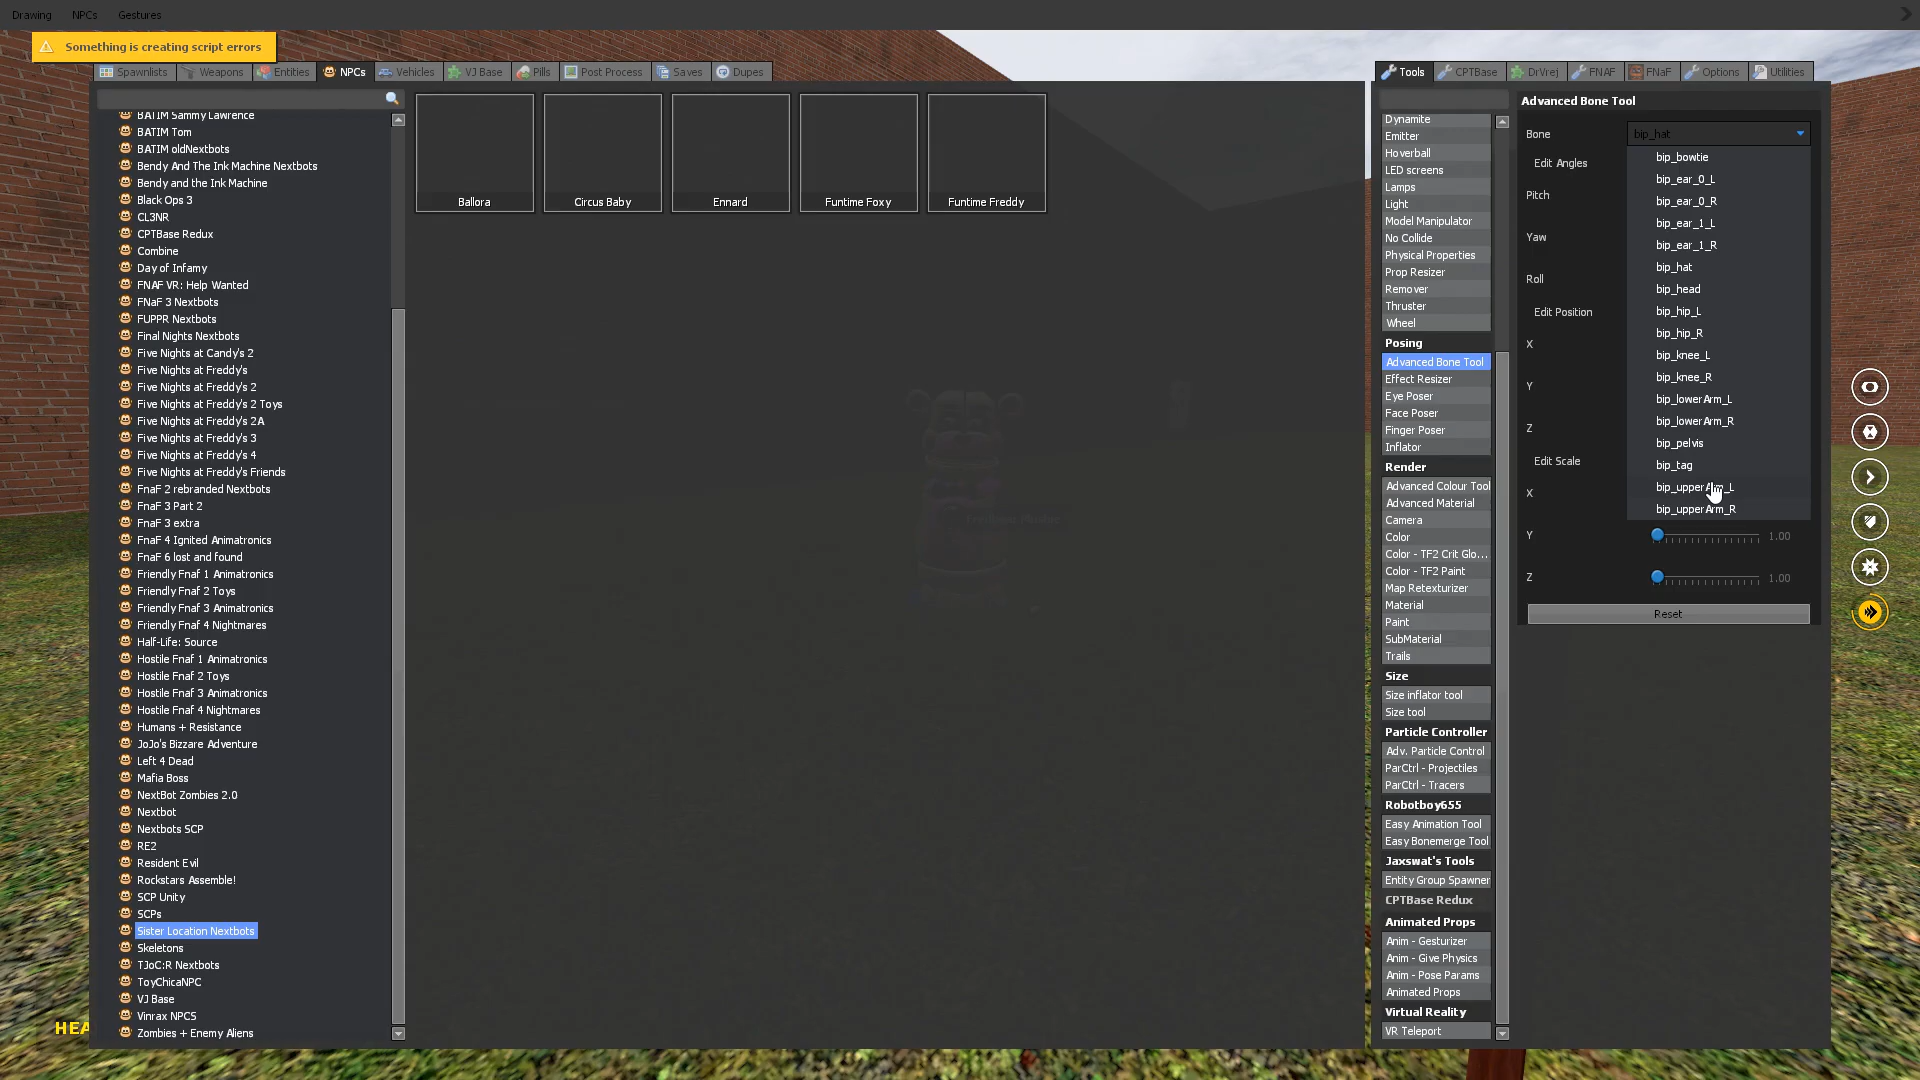 Drawing NPCs Gestures
Something is creating script errors
Spawnlists Weapons Entities NPCs Vehicles VJ Base Pills Post Process Saves Dupes
BATIM Sammy Lawrence
BATIM Tom
BATIM oldNextbots
Bendy And The Ink Machine Nextbots
Bendy and the Ink Machine
Black Ops 3
CL3NR
CPTBase Redux
Combine
Day of Infamy
FNAF VR: Help Wanted
FNaF 3 Nextbots
FUPPR Nextbots
Final Nights Nextbots
Five Nights at Candy's 2
Five Nights at Freddy's
Five Nights at Freddy's 2
Five Nights at Freddy's 2 Toys
Five Nights at Freddy's 2A
Five Nights at Freddy's 3
Five Nights at Freddy's 4
Five Nights at Freddy's Friends
FnaF 2 rebranded Nextbots
FnaF 3 Part 2
FnaF 3 extra
FnaF 4 Ignited Animatronics
FnaF 6 lost and found
Friendly Fnaf 1 Animatronics
Friendly Fnaf 2 Toys
Friendly Fnaf 3 Animatronics
Friendly Fnaf 4 Nightmares
Half-Life: Source
Hostile Fnaf 1 Animatronics
Hostile Fnaf 2 Toys
Hostile Fnaf 3 Animatronics
Hostile Fnaf 4 Nightmares
Humans + Resistance
JoJo's Bizzare Adventure
Left 4 Dead
Mafia Boss
NextBot Zombies 2.0
Nextbot
Nextbots SCP
RE2
Resident Evil
Rockstars Assemble!
SCP Unity
SCPs
Sister Location Nextbots
Skeletons
TJoC:R Nextbots
ToyChicaNPC
VJ Base
Vinrax NPCS
Zombies + Enemy Aliens
HEA
Ballora Circus Baby Ennard Funtime Foxy Funtime Freddy
Tools CPTBase DrVrej FNAF FNaF Options Utilities
Dynamite
Emitter
Hoverball
LED screens
Lamps
Light
Model Manipulator
No Collide
Physical Properties
Prop Resizer
Remover
Thruster
Wheel
Posing
Advanced Bone Tool
Effect Resizer
Eye Poser
Face Poser
Finger Poser
Inflator
Render
Advanced Colour Tool
Advanced Material
Camera
Color
Color - TF2 Crit Glo...
Color - TF2 Paint
Map Retexturizer
Material
Paint
SubMaterial
Trails
Size
Size inflator tool
Size tool
Particle Controller
Adv. Particle Control
ParCtrl - Projectiles
ParCtrl - Tracers
Robotboy655
Easy Animation Tool
Easy Bonemerge Tool
Jaxswat's Tools
Entity Group Spawner
CPTBase Redux
Animated Props
Anim - Gesturizer
Anim - Give Physics
Anim - Pose Params
Animated Props
Virtual Reality
VR Teleport
Advanced Bone Tool
Bone bip_hat
Edit Angles
Pitch
Yaw
Roll
Edit Position
X
Y
Z
Edit Scale
X
Y 1.00
Z 1.00
Reset
bip_bowtie
bip_ear_0_L
bip_ear_0_R
bip_ear_1_L
bip_ear_1_R
bip_hat
bip_head
bip_hip_L
bip_hip_R
bip_knee_L
bip_knee_R
bip_lowerArm_L
bip_lowerArm_R
bip_pelvis
bip_tag
bip_upperArm_L
bip_upperArm_R